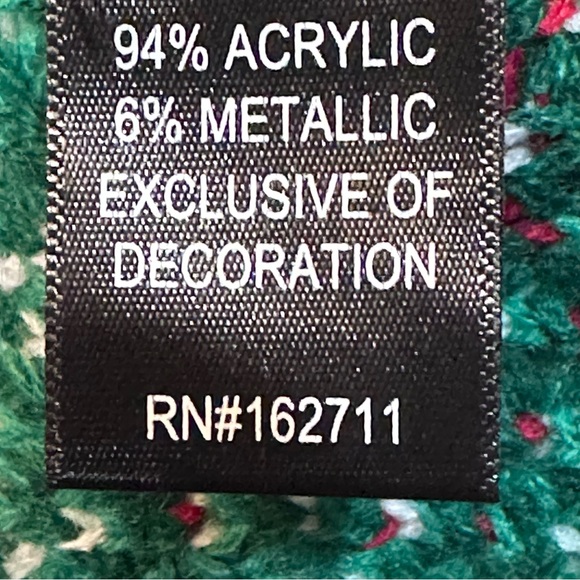 94% ACRYLIC
6% METALLIC
EXCLUSIVE OF
DECORATION
RN#162711